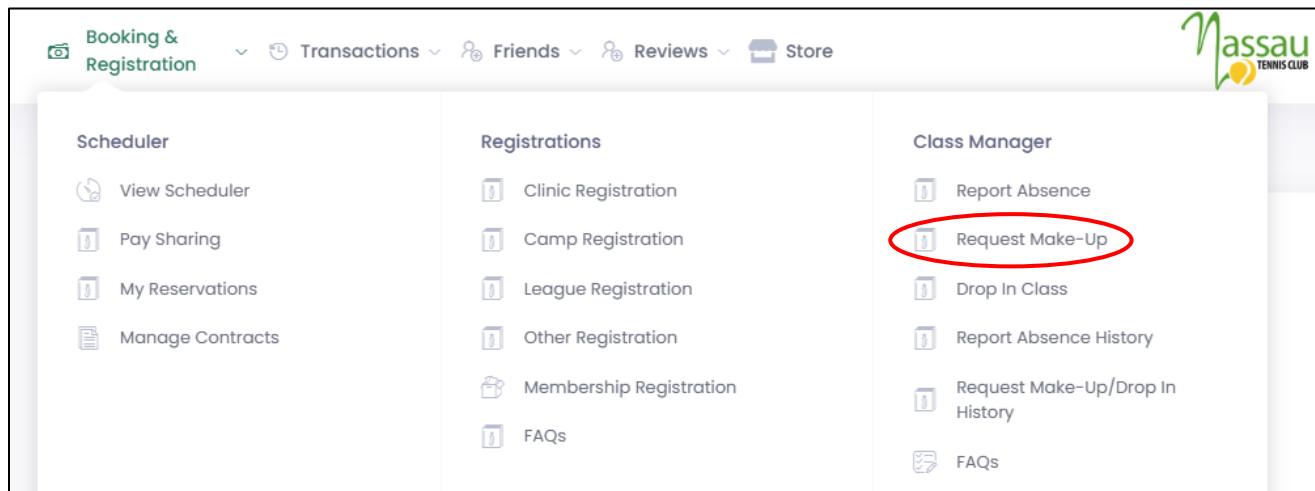 Booking &
Registration
Transactions
Friends
Reviews
Store
Nassau
TENNIS CLUB
Scheduler
View Scheduler
Pay Sharing
My Reservations
Manage Contracts
Registrations
Clinic Registration
Camp Registration
League Registration
Other Registration
Membership Registration
FAQs
Class Manager
Report Absence
Request Make-Up
Drop In Class
Report Absence History
Request Make-Up/Drop In
History
FAQs